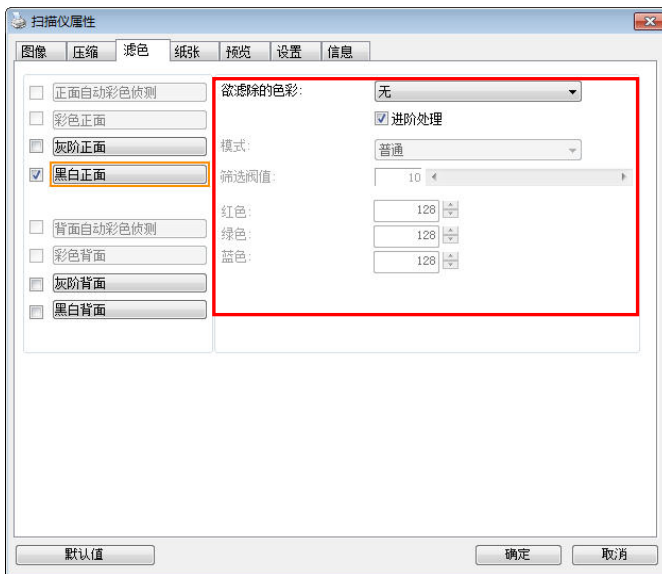 扫描仪属性
图像 压缩 滤色 纸张 预览 设置 信息
正面自动彩色侦测
彩色正面
灰阶正面
黑白正面
背面自动彩色侦测
彩色背面
灰阶背面
黑白背面
欲滤除的色彩: 无
进阶处理
模式: 普通
筛选阀值: 10
红色: 128
绿色: 128
蓝色: 128
默认值 确定 取消